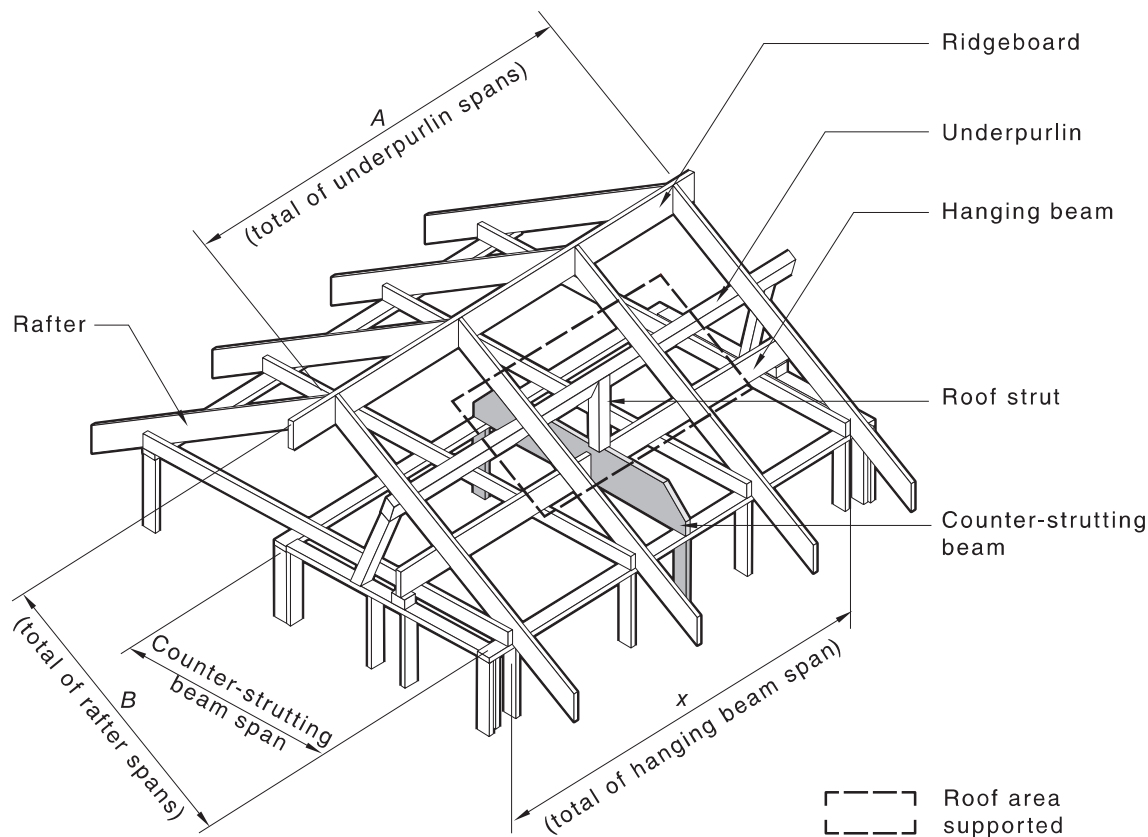 Ridgeboard
A
(total of underpurlin spans)
Underpurlin
Hanging beam
Rafter
Roof strut
Counter-strutting
beam
Counter-strutting
beam span
B
(total of rafter spans)
x
(total of hanging beam span)
Roof area
supported